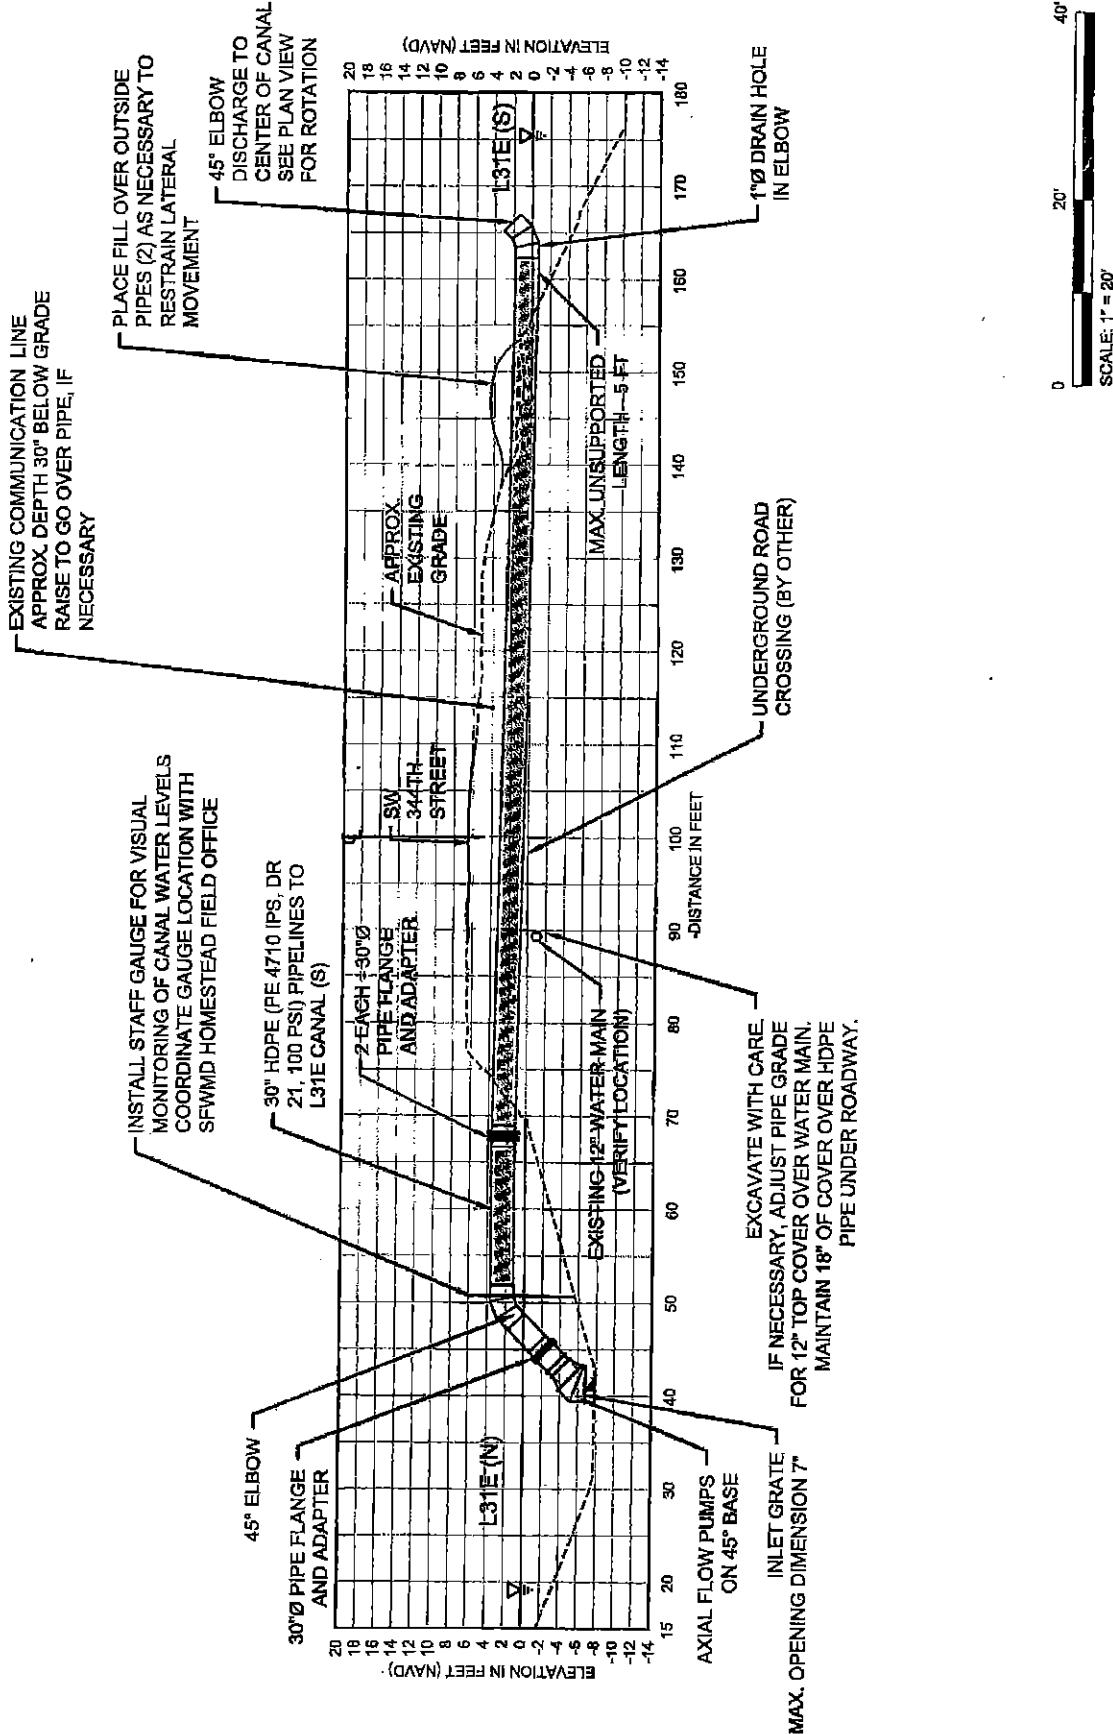 EXISTING COMMUNICATION LINE
APPROX. DEPTH 30" BELOW GRADE
RAISE TO GO OVER PIPE, IF
NECESSARY
PLACE FILL OVER OUTSIDE
PIPES (2) AS NECESSARY TO
RESTRAIN LATERAL
MOVEMENT
45° ELBOW
DISCHARGE TO
CENTER OF CANAL
SEE PLAN VIEW
FOR ROTATION
INSTALL STAFF GAUGE FOR VISUAL
MONITORING OF CANAL WATER LEVELS
COORDINATE GAUGE LOCATION WITH
SFWMD HOMESTEAD FIELD OFFICE
30" HDPE (PE 4710 IPS, DR
21, 100 PSI) PIPELINES TO
L31E CANAL (S)
2 EACH - 30"Ø
PIPE FLANGE
AND ADAPTER
45° ELBOW
30"Ø PIPE FLANGE
AND ADAPTER
SW
344TH
STREET
APPROX.
EXISTING
GRADE
L31E (N)
L31E (S)
ELEVATION IN FEET (NAVD)
20
18
16
14
12
10
8
6
4
2
0
-2
-4
-6
-8
-10
-12
-14
ELEVATION IN FEET (NAVD)
20
18
16
14
12
10
8
6
4
2
0
-2
-4
-6
-8
-10
-12
-14
15
20
30
40
50
60
70
80
90
100
110
120
130
140
150
160
170
180
DISTANCE IN FEET
EXISTING 12" WATER MAIN
(VERIFY LOCATION)
MAX. UNSUPPORTED
LENGTH - 5 FT
1"Ø DRAIN HOLE
IN ELBOW
UNDERGROUND ROAD
CROSSING (BY OTHER)
EXCAVATE WITH CARE.
IF NECESSARY, ADJUST PIPE GRADE
FOR 12" TOP COVER OVER WATER MAIN.
MAINTAIN 18" OF COVER OVER HDPE
PIPE UNDER ROADWAY.
AXIAL FLOW PUMPS
ON 45° BASE
INLET GRATE
MAX. OPENING DIMENSION 7"
0
20'
40'
SCALE: 1" = 20'